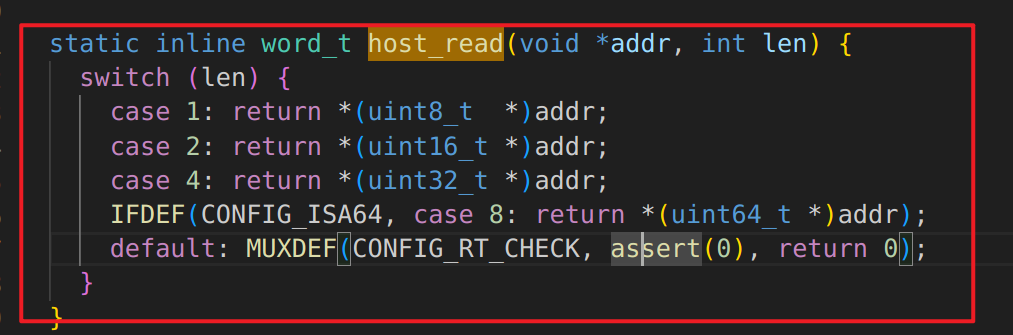 static inline word_t host_read(void *addr, int len) {
  switch (len) {
    case 1: return *(uint8_t  *)addr;
    case 2: return *(uint16_t *)addr;
    case 4: return *(uint32_t *)addr;
    IFDEF(CONFIG_ISA64, case 8: return *(uint64_t *)addr);
    default: MUXDEF(CONFIG_RT_CHECK, assert(0), return 0);
  }
}